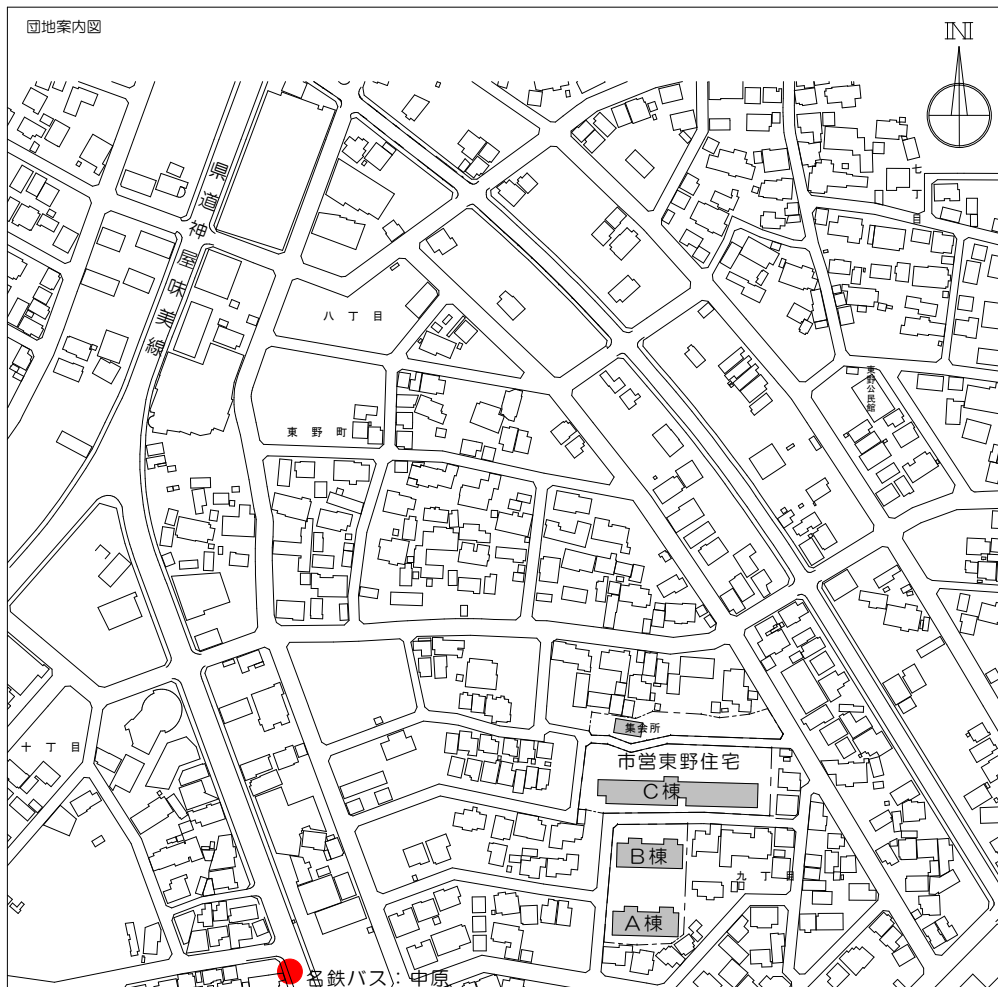 団地案内図
N
県道神屋味美線
七丁目
八丁目
東野公民館
東野町
集会所
十丁目
市営東野住宅
C棟
B棟
九丁目
A棟
名鉄バス：中原